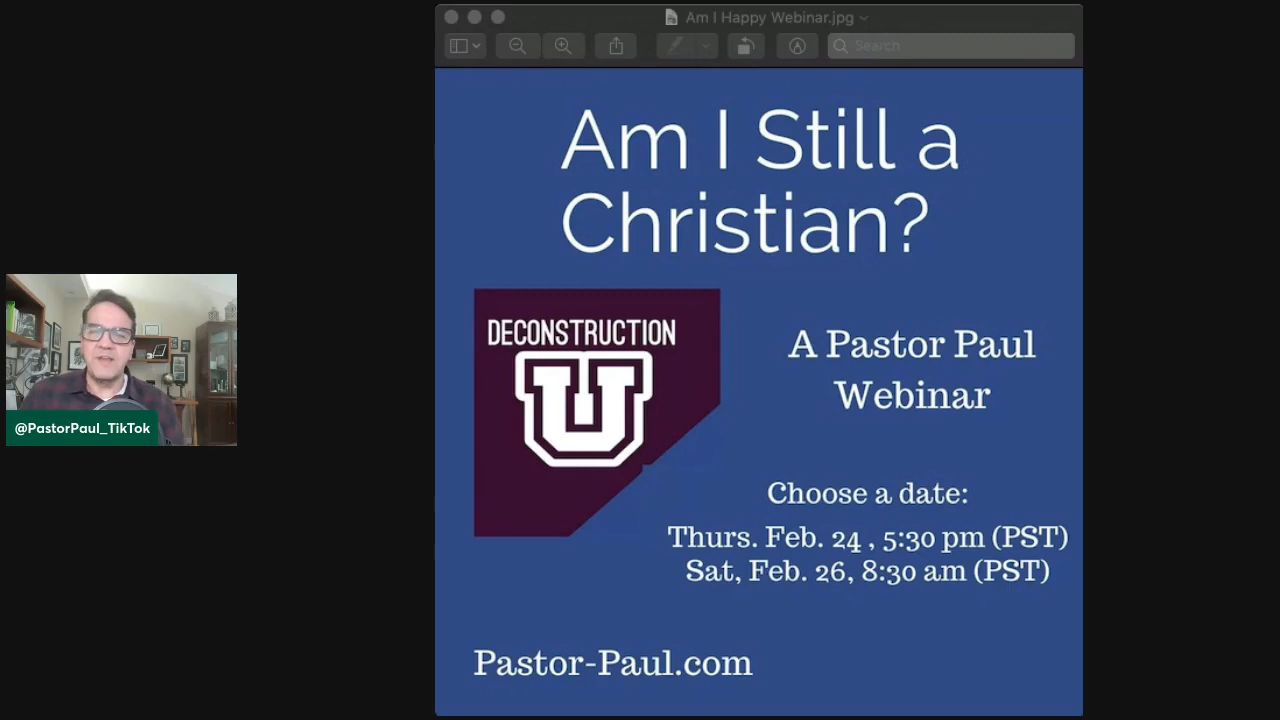 Am I Happy Webinar.jpg
Search
Am I Still a
Christian?
DECONSTRUCTION
U
A Pastor Paul
Webinar
Choose a date:
Thurs. Feb. 24 , 5:30 pm (PST)
Sat, Feb. 26, 8:30 am (PST)
Pastor-Paul.com
@PastorPaul_TikTok